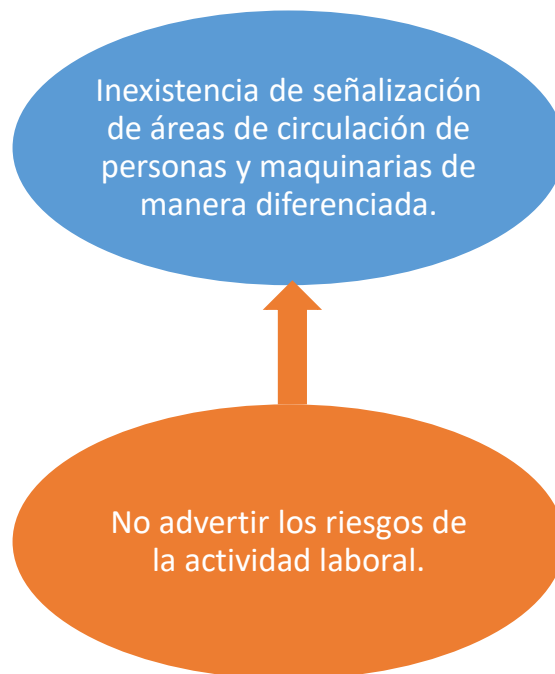 Inexistencia de señalización
de áreas de circulación de
personas y maquinarias de
manera diferenciada.
No advertir los riesgos de
la actividad laboral.